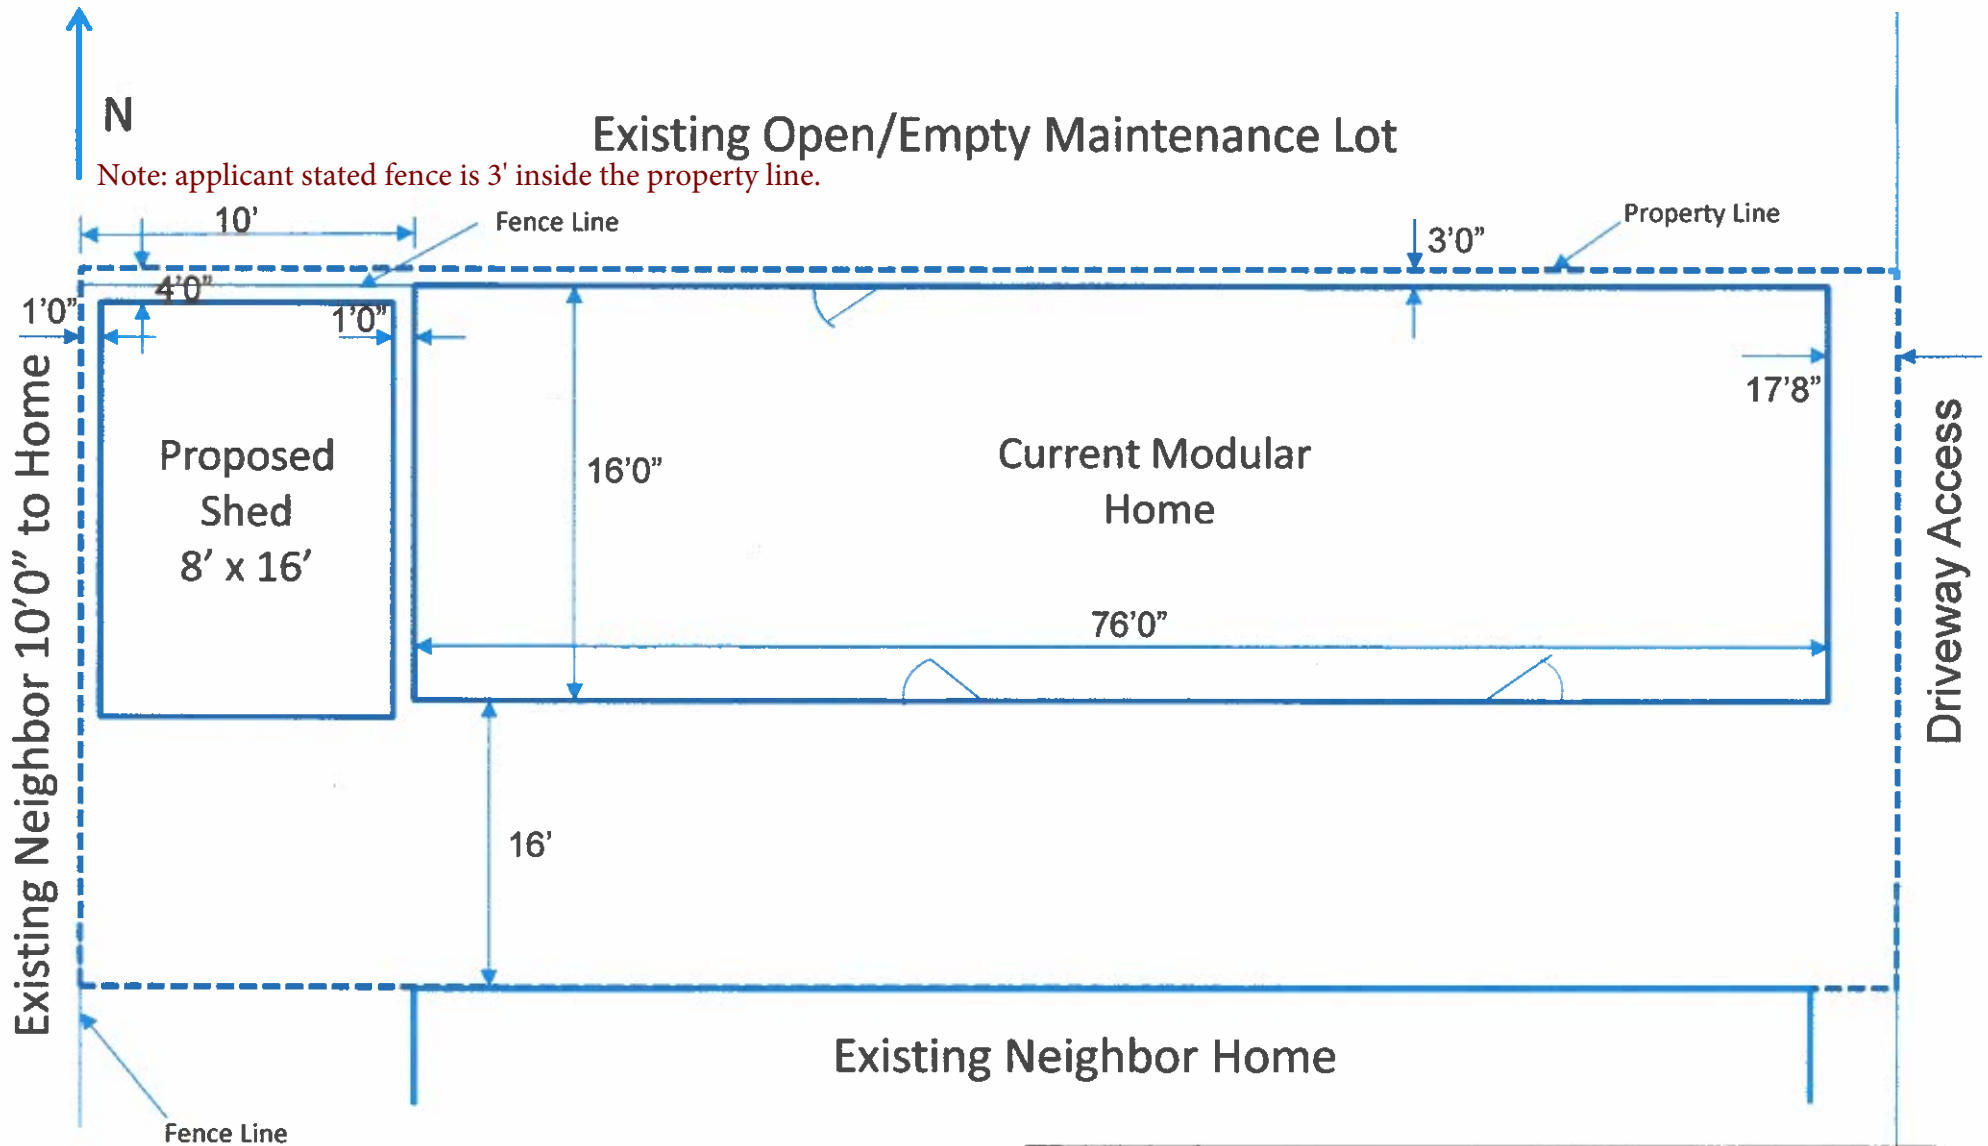 N
Existing Open/Empty Maintenance Lot
Note: applicant stated fence is 3' inside the property line.
10'
Fence Line
Property Line
3'0"
4'0"
1'0"
1'0"
17'8"
Existing Neighbor 10'0" to Home
Proposed
Shed
8' x 16'
16'0"
Current Modular
Home
76'0"
Driveway Access
16'
Existing Neighbor Home
Fence Line